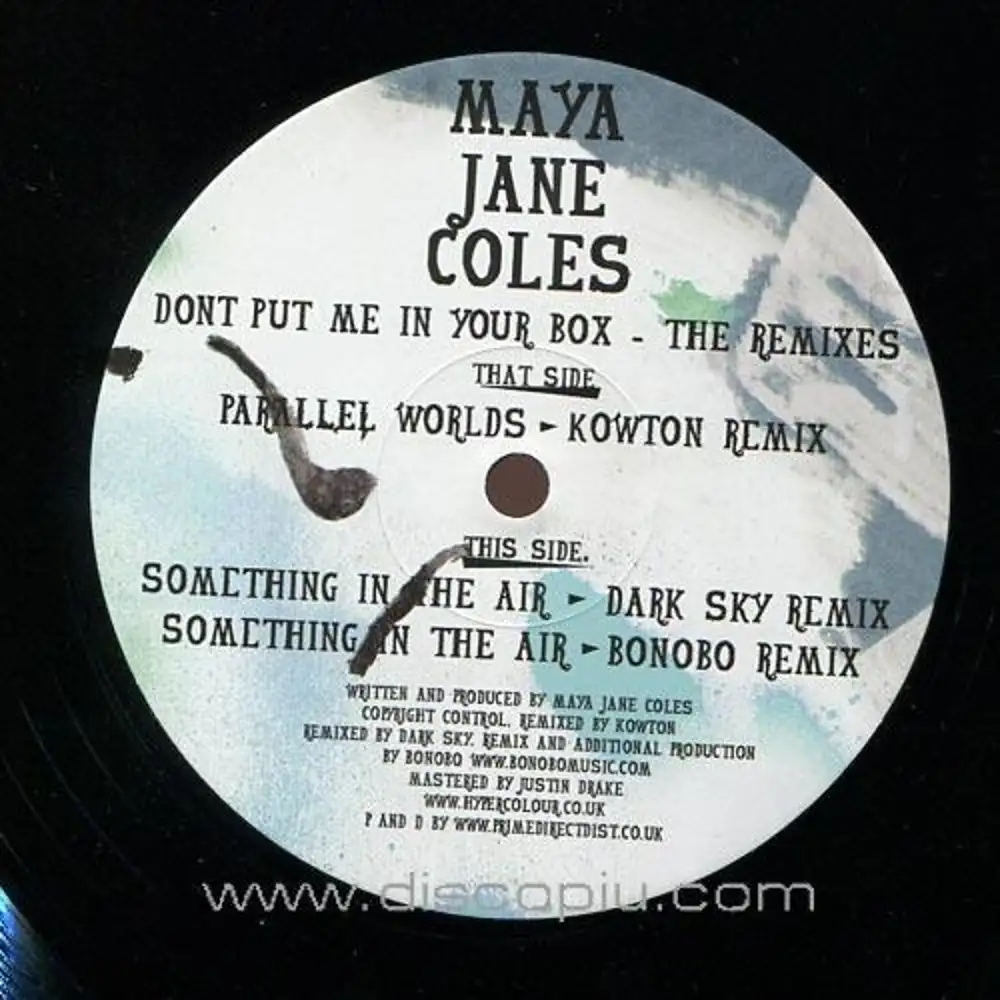 MAYA
JANE
COLES
DONT PUT ME IN YOUR BOX - THE REMIXES
THAT SIDE.
PARALLEL WORLDS - KOWTON REMIX
THIS SIDE.
SOMETHING IN THE AIR - DARK SKY REMIX
SOMETHING IN THE AIR - BONOBO REMIX
WRITTEN AND PRODUCED BY MAYA JANE COLES
COPYRIGHT CONTROL. REMIXED BY KOWTON
REMIXED BY DARK SKY. REMIX AND ADDITIONAL PRODUCTION
BY BONOBO WWW.BONOBOMUSIC.COM
MASTERED BY JUSTIN DRAKE
WWW.HYPERCOLOUR.CO.UK
P AND D BY WWW.PRIMEDIRECTDIST.CO.UK
www.discopiu.com